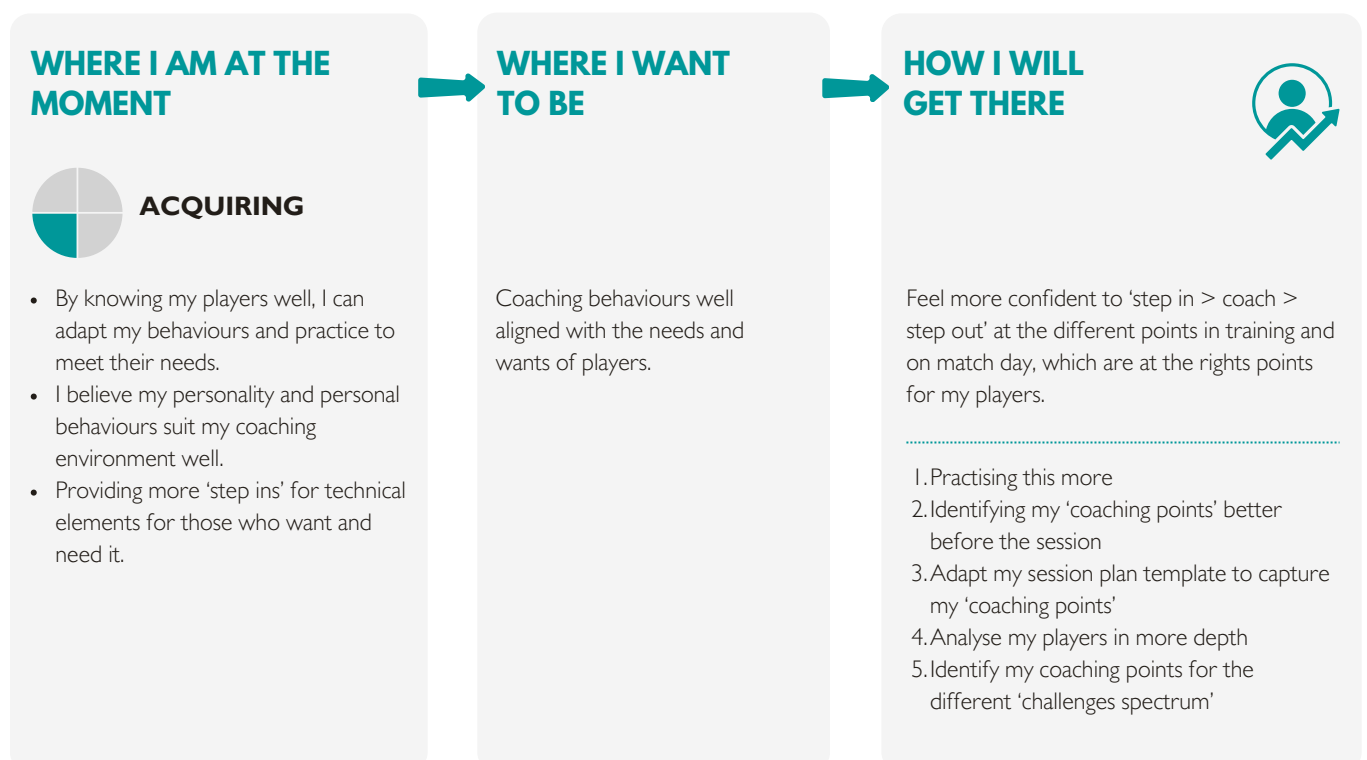 WHERE I AM AT THE
MOMENT
ACQUIRING
• By knowing my players well, I can
adapt my behaviours and practice to
meet their needs.
• I believe my personality and personal
behaviours suit my coaching
environment well.
• Providing more ‘step ins’ for technical
elements for those who want and
need it.
WHERE I WANT
TO BE
Coaching behaviours well
aligned with the needs and
wants of players.
HOW I WILL
GET THERE
Feel more confident to ‘step in > coach >
step out’ at the different points in training and
on match day, which are at the rights points
for my players.
1.Practising this more
2.Identifying my ‘coaching points’ better
before the session
3.Adapt my session plan template to capture
my ‘coaching points’
4.Analyse my players in more depth
5.Identify my coaching points for the
different ‘challenges spectrum’